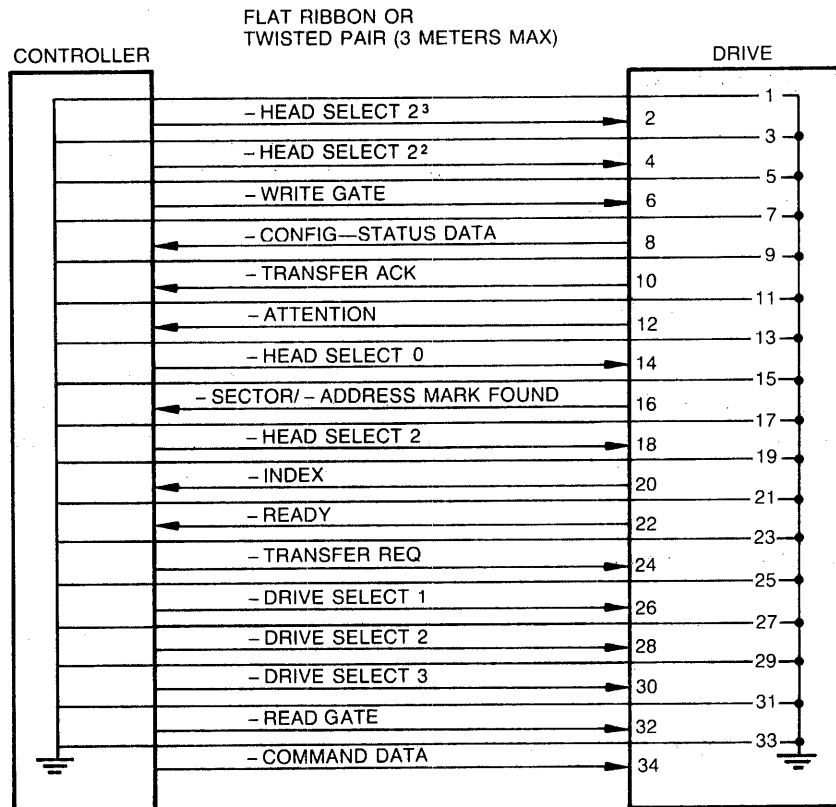 FLAT RIBBON OR
TWISTED PAIR (3 METERS MAX)
CONTROLLER
DRIVE
1
– HEAD SELECT 2³
2
3
– HEAD SELECT 2²
4
5
– WRITE GATE
6
7
– CONFIG—STATUS DATA
8
9
– TRANSFER ACK
10
11
– ATTENTION
12
13
– HEAD SELECT 0
14
15
– SECTOR/ – ADDRESS MARK FOUND
16
17
– HEAD SELECT 2
18
19
– INDEX
20
21
– READY
22
23
– TRANSFER REQ
24
25
– DRIVE SELECT 1
26
27
– DRIVE SELECT 2
28
29
– DRIVE SELECT 3
30
31
– READ GATE
32
33
– COMMAND DATA
34